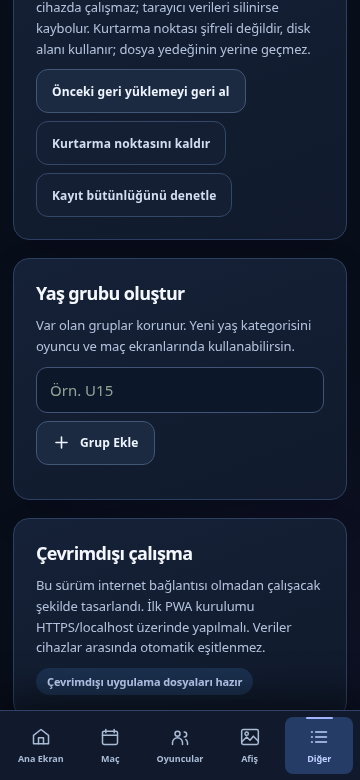 cihazda çalışmaz; tarayıcı verileri silinirse
kaybolur. Kurtarma noktası şifreli değildir, disk
alanı kullanır; dosya yedeğinin yerine geçmez.
Önceki geri yüklemeyi geri al
Kurtarma noktasını kaldır
Kayıt bütünlüğünü denetle
Yaş grubu oluştur
Var olan gruplar korunur. Yeni yaş kategorisini
oyuncu ve maç ekranlarında kullanabilirsin.
Örn. U15
Grup Ekle
Çevrimdışı çalışma
Bu sürüm internet bağlantısı olmadan çalışacak
şekilde tasarlandı. İlk PWA kurulumu
HTTPS/localhost üzerinde yapılmalı. Veriler
cihazlar arasında otomatik eşitlenmez.
Çevrimdışı uygulama dosyaları hazır
Ana Ekran
Maç
Oyuncular
Afiş
Diğer